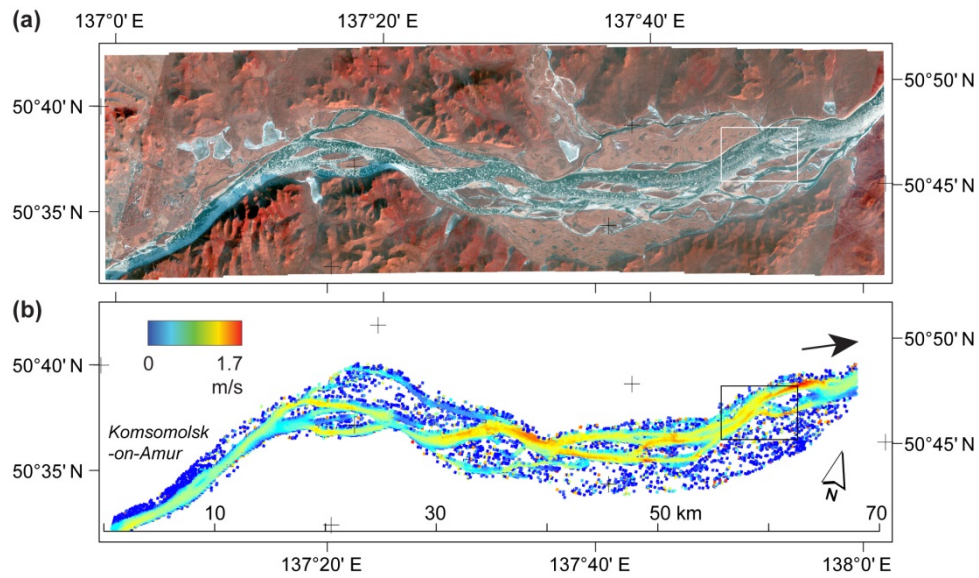 (a)
137°0' E
137°20' E
137°40' E
50°40' N
50°50' N
50°35' N
50°45' N
(b)
0
1.7
m/s
50°50' N
50°40' N
Komsomolsk
-on-Amur
50°45' N
50°35' N
N
10
30
50 km
70
137°20' E
137°40' E
138°0' E